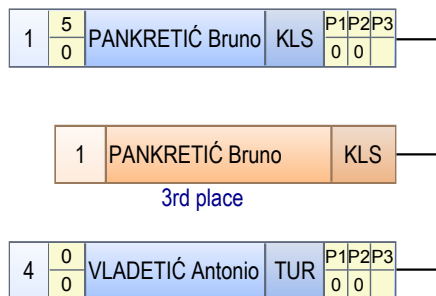 1 5 0 PANKRETIĆ Bruno KLS P1 P2 P3 0 0
1 PANKRETIĆ Bruno KLS
3rd place
4 0 0 VLADETIĆ Antonio TUR P1 P2 P3 0 0